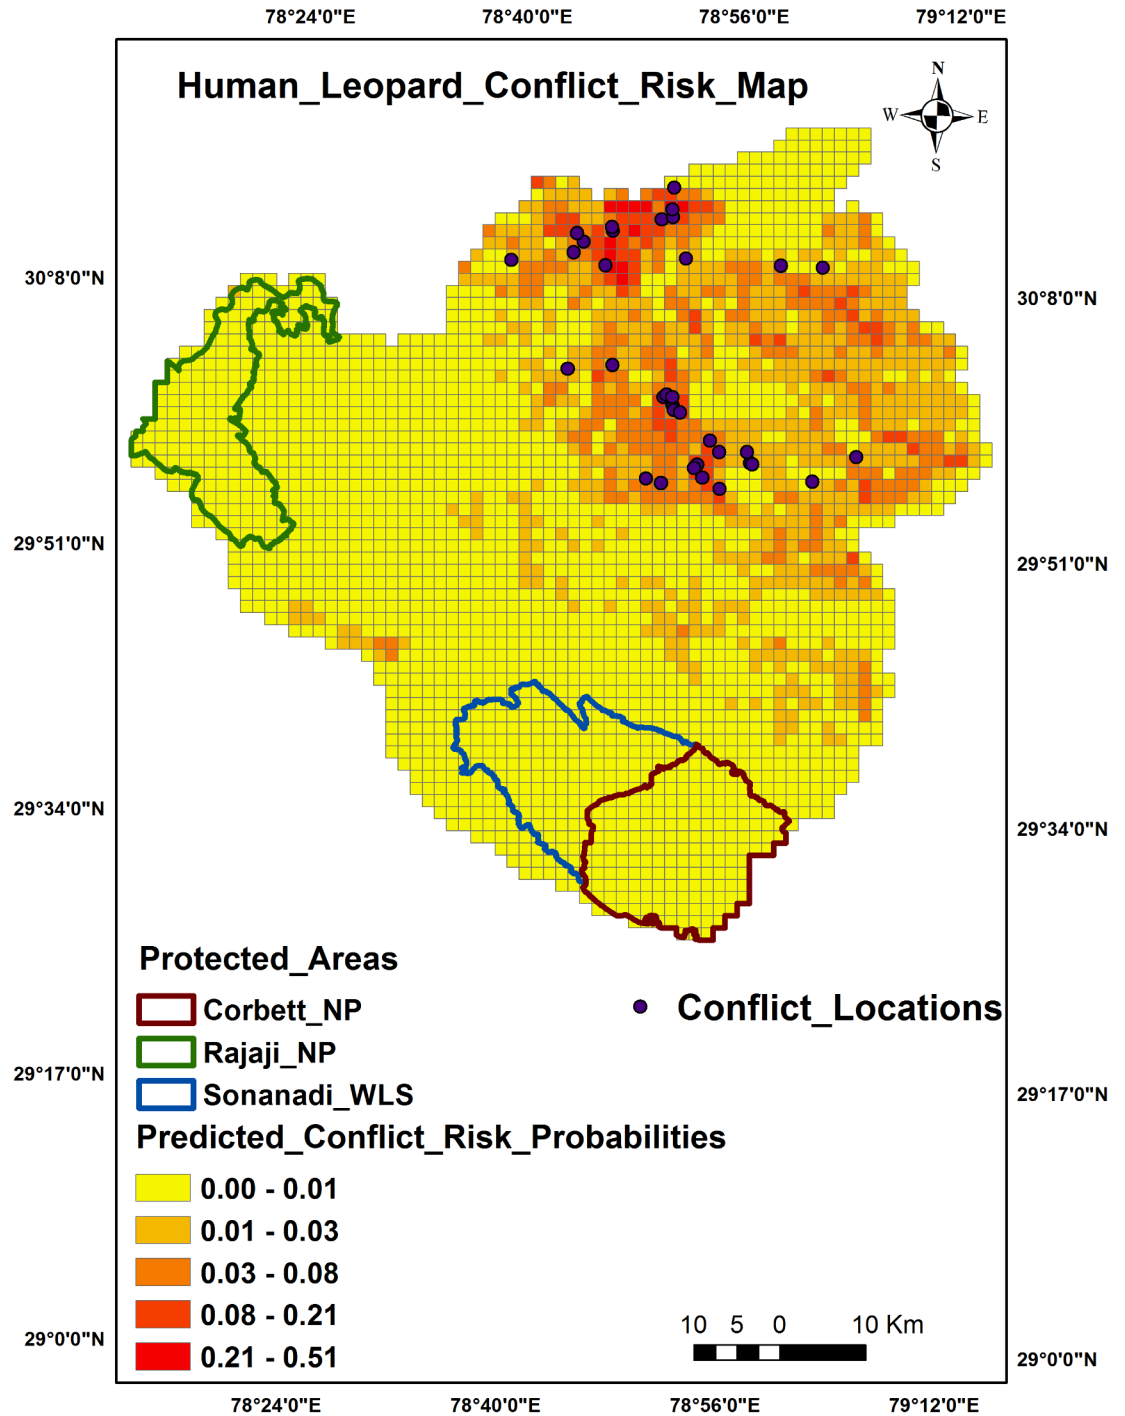 78°24'0"E 78°40'0"E 78°56'0"E 79°12'0"E
Human_Leopard_Conflict_Risk_Map
N
W E
S
30°8'0"N 30°8'0"N
29°51'0"N 29°51'0"N
29°34'0"N 29°34'0"N
Protected_Areas
Corbett_NP
Conflict_Locations
Rajaji_NP
29°17'0"N 29°17'0"N
Sonanadi_WLS
Predicted_Conflict_Risk_Probabilities
0.00 - 0.01
0.01 - 0.03
0.03 - 0.08
0.08 - 0.21
10 5 0 10 Km
29°0'0"N 29°0'0"N
0.21 - 0.51
78°24'0"E 78°40'0"E 78°56'0"E 79°12'0"E